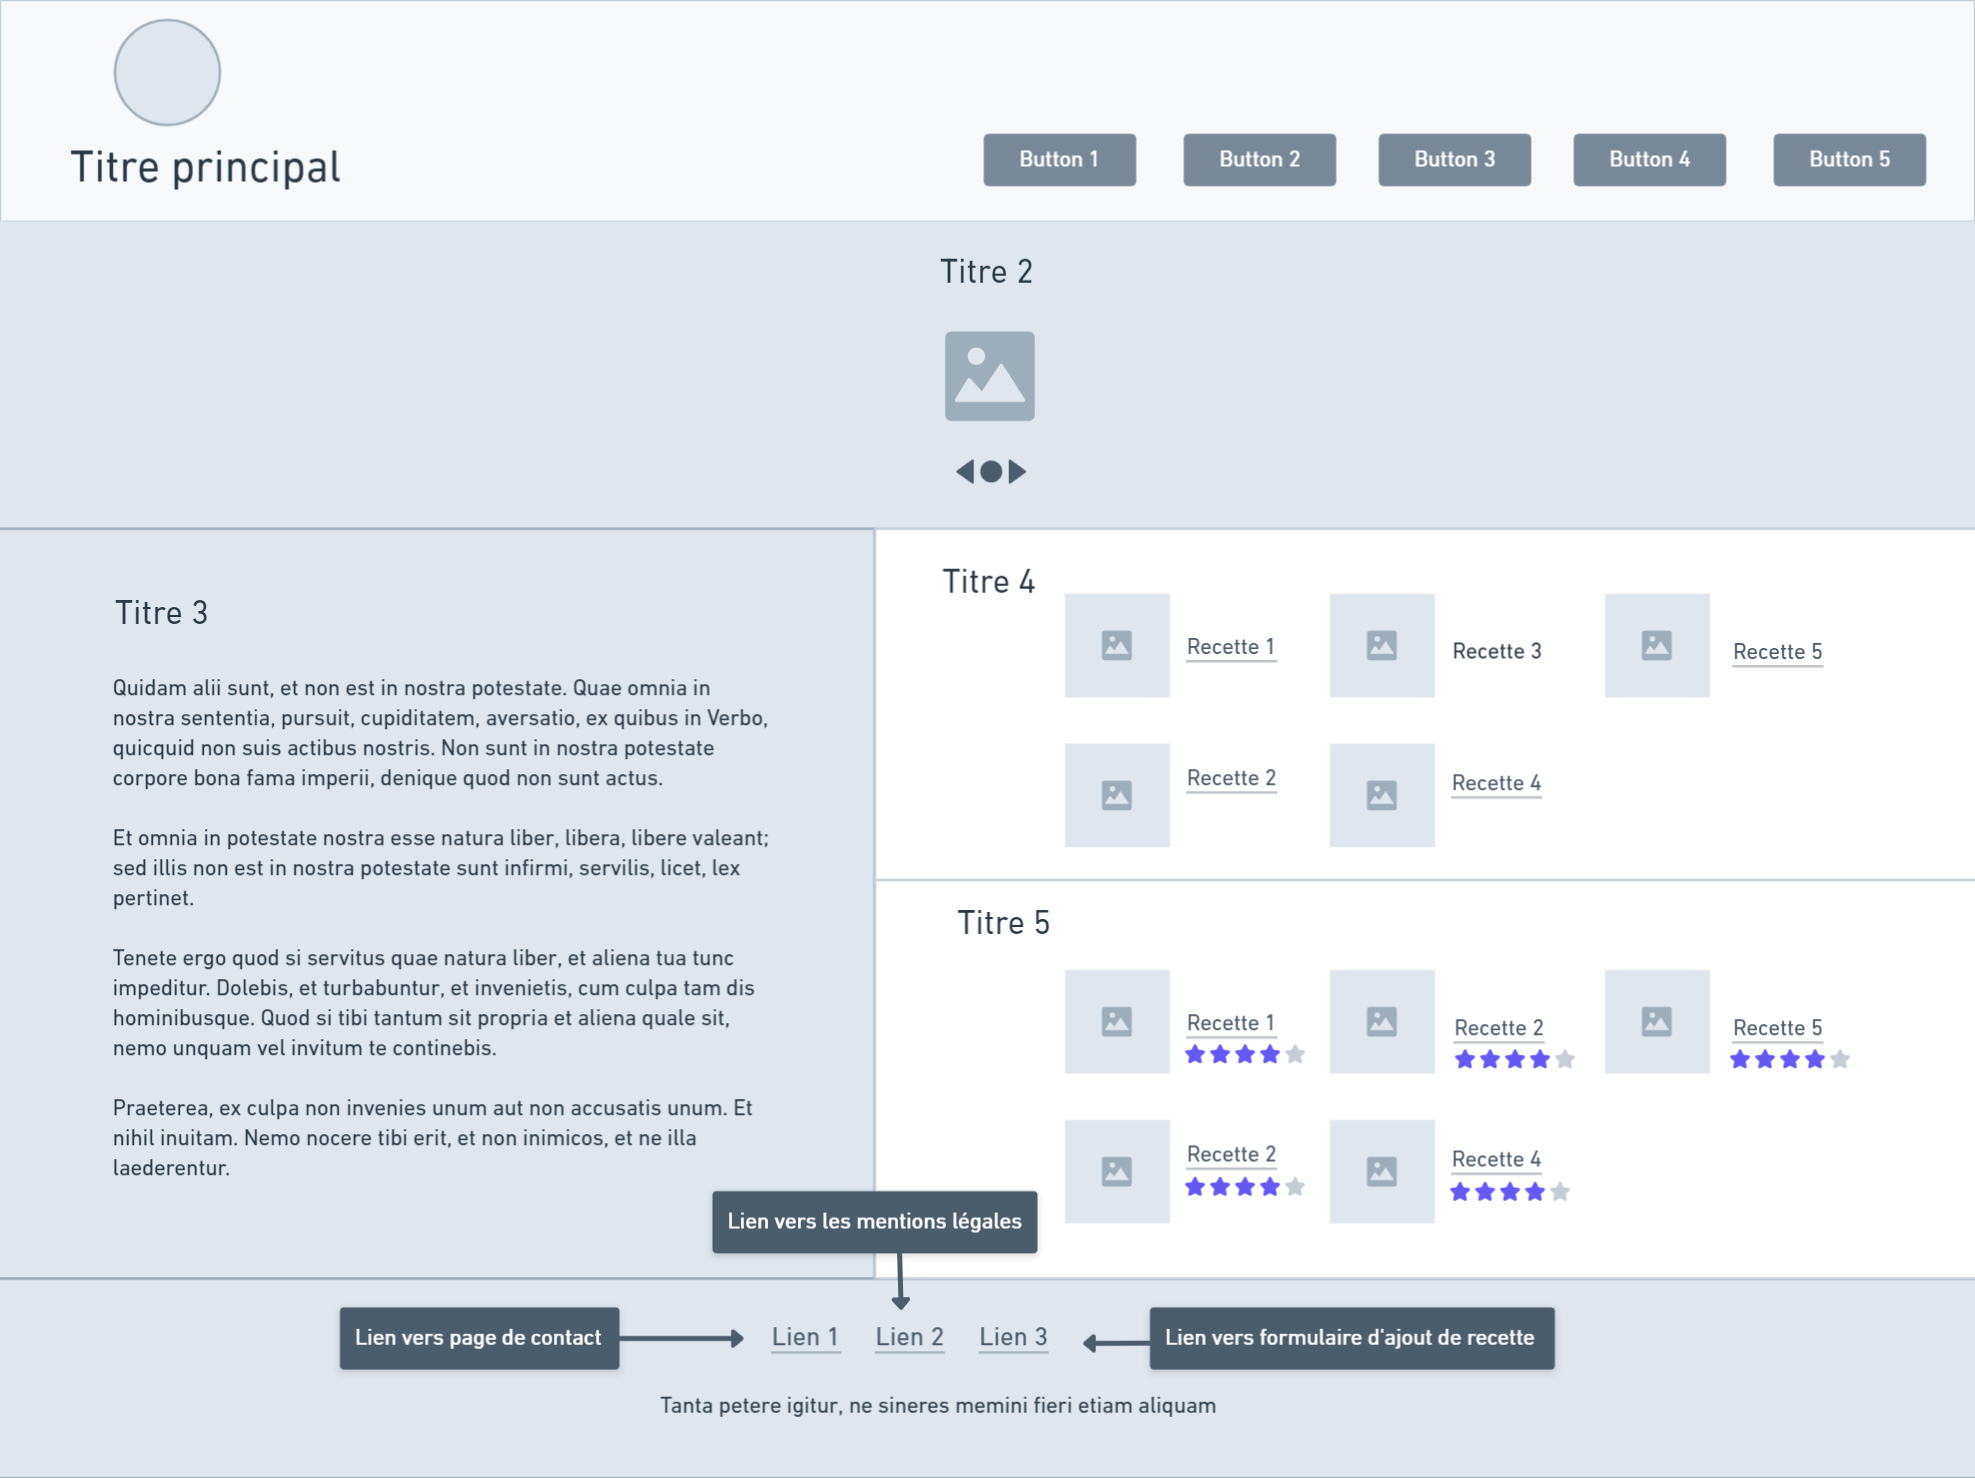 Titre principal
Button 1
Button 2
Button 3
Button 4
Button 5
Titre 2
Titre 3
Quidam alii sunt, et non est in nostra potestate. Quae omnia in
nostra sententia, pursuit, cupiditatem, aversatio, ex quibus in Verbo,
quicquid non suis actibus nostris. Non sunt in nostra potestate
corpore bona fama imperii, denique quod non sunt actus.
Et omnia in potestate nostra esse natura liber, libera, libere valeant;
sed illis non est in nostra potestate sunt infirmi, servilis, licet, lex
pertinet.
Tenete ergo quod si servitus quae natura liber, et aliena tua tunc
impeditur. Dolebis, et turbabuntur, et invenietis, cum culpa tam dis
hominibusque. Quod si tibi tantum sit propria et aliena quale sit,
nemo unquam vel invitum te continebis.
Praeterea, ex culpa non invenies unum aut non accusatis unum. Et
nihil inuitam. Nemo nocere tibi erit, et non inimicos, et ne illa
laederentur.
Titre 4
Recette 1
Recette 3
Recette 5
Recette 2
Recette 4
Titre 5
Recette 1
Recette 2
Recette 5
Recette 2
Recette 4
Lien vers les mentions légales
Lien vers page de contact
Lien 1
Lien 2
Lien 3
Lien vers formulaire d'ajout de recette
Tanta petere igitur, ne sineres memini fieri etiam aliquam